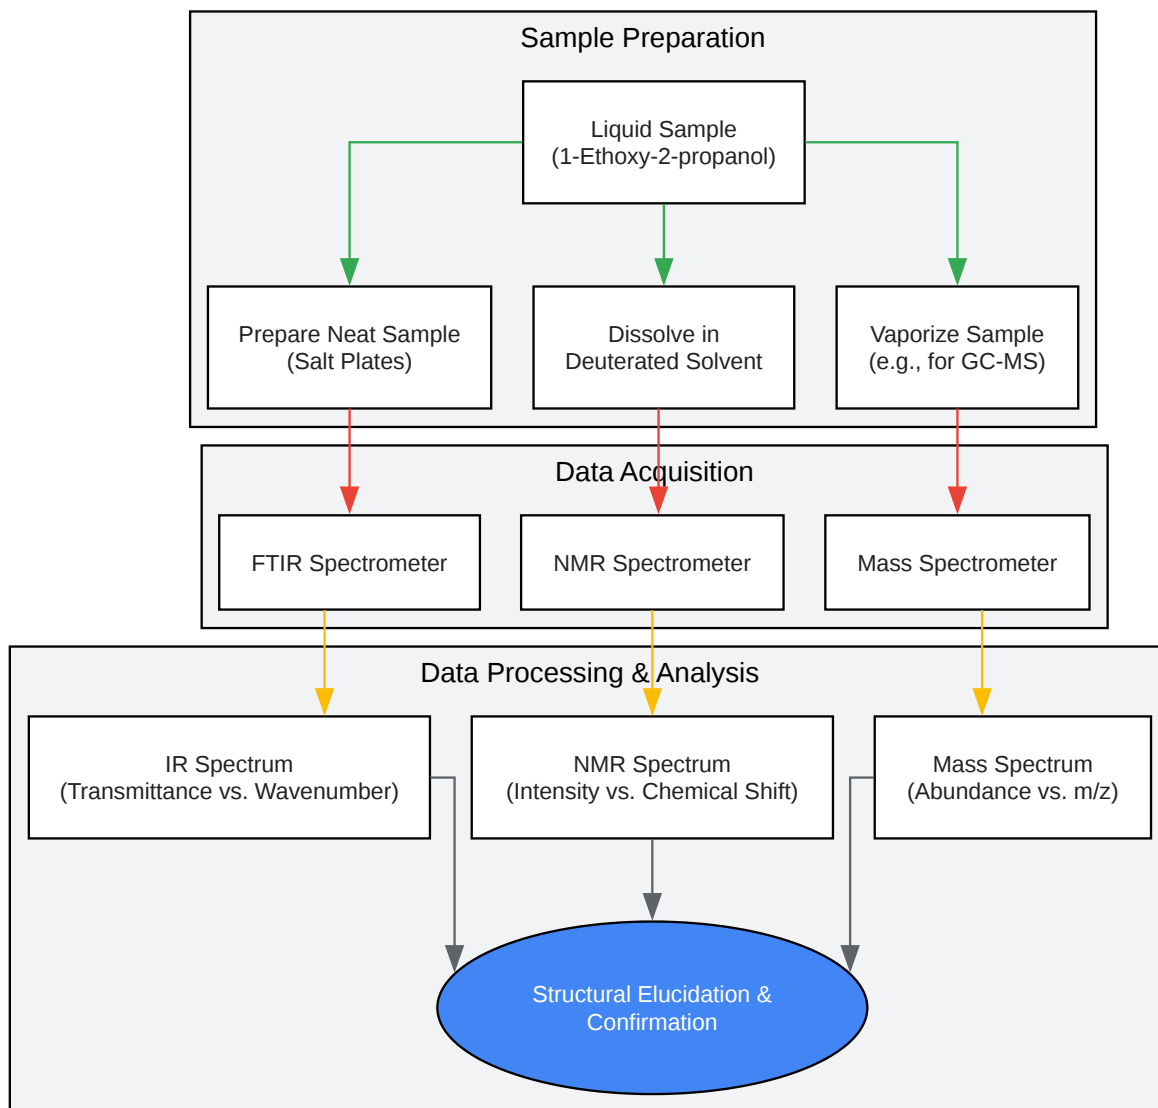 Sample Preparation
Liquid Sample
(1-Ethoxy-2-propanol)
Prepare Neat Sample
(Salt Plates)
Dissolve in
Deuterated Solvent
Vaporize Sample
(e.g., for GC-MS)
Data Acquisition
FTIR Spectrometer
NMR Spectrometer
Mass Spectrometer
Data Processing & Analysis
IR Spectrum
(Transmittance vs. Wavenumber)
NMR Spectrum
(Intensity vs. Chemical Shift)
Mass Spectrum
(Abundance vs. m/z)
Structural Elucidation &
Confirmation